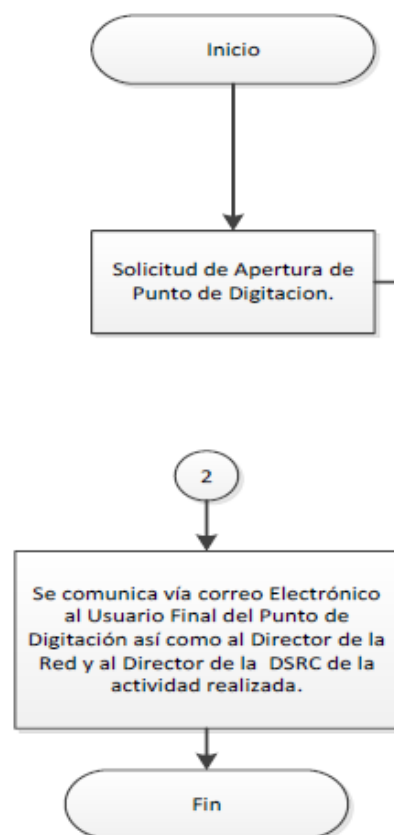 Inicio
Solicitud de Apertura de
Punto de Digitacion.
2
Se comunica vía correo Electrónico
al Usuario Final del Punto de
Digitación así como al Director de la
Red y al Director de la DSRC de la
actividad realizada.
Fin